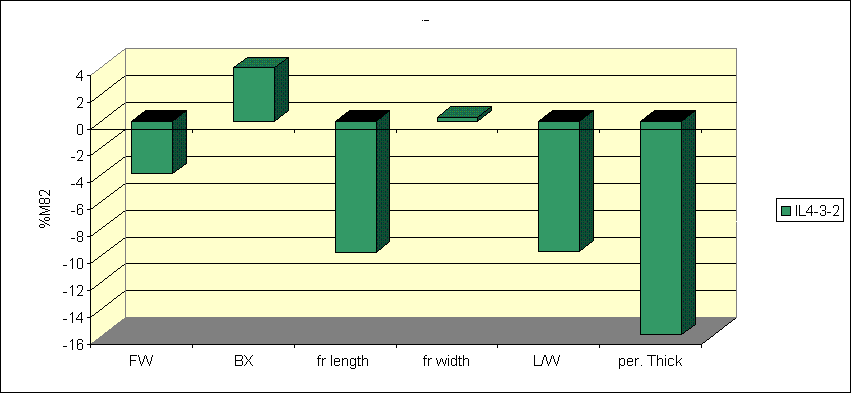 4
2
0
-2
-4
-6
-8
-10
-12
-14
-16
%M82
FW
BX
fr length
fr width
L/W
per. Thick
IL4-3-2